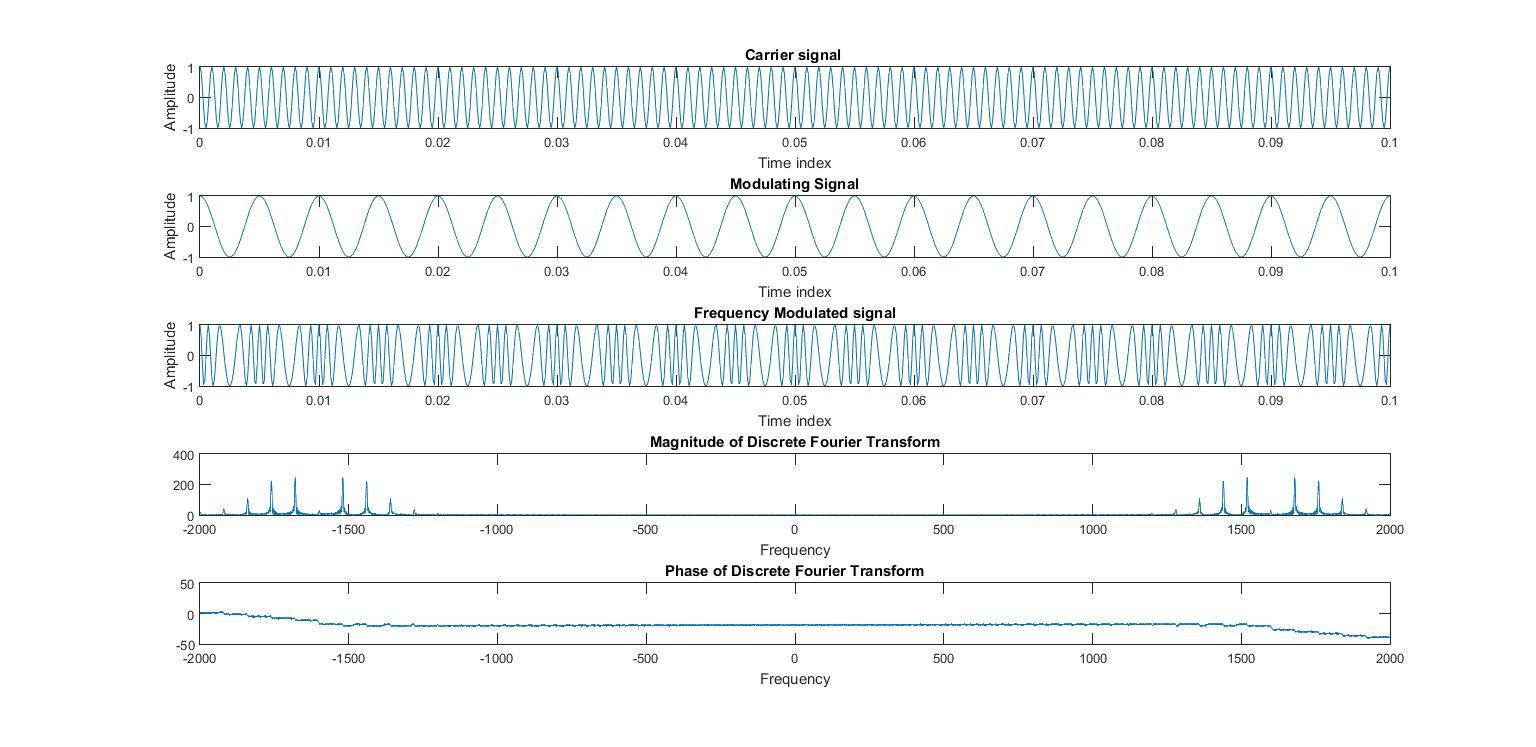 Carrier signal
Amplitude
1
0
-1
0 0.01 0.02 0.03 0.04 0.05 0.06 0.07 0.08 0.09 0.1
Time index
Modulating Signal
Amplitude
1
0
-1
0 0.01 0.02 0.03 0.04 0.05 0.06 0.07 0.08 0.09 0.1
Time index
Frequency Modulated signal
Amplitude
1
0
-1
0 0.01 0.02 0.03 0.04 0.05 0.06 0.07 0.08 0.09 0.1
Time index
Magnitude of Discrete Fourier Transform
400
200
0
-2000 -1500 -1000 -500 0 500 1000 1500 2000
Frequency
Phase of Discrete Fourier Transform
50
0
-50
-2000 -1500 -1000 -500 0 500 1000 1500 2000
Frequency